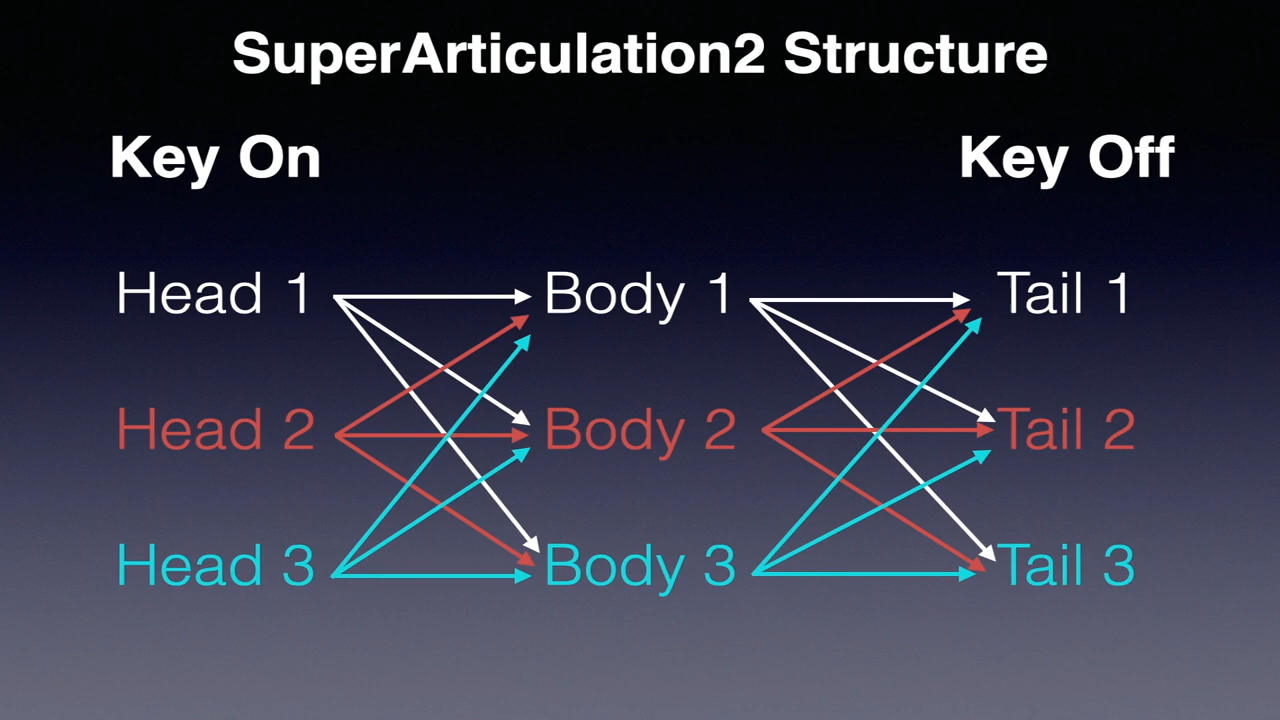 SuperArticulation2 Structure
Key On Key Off
Head 1 Body 1 Tail 1
Head 2 Body 2 Tail 2
Head 3 Body 3 Tail 3